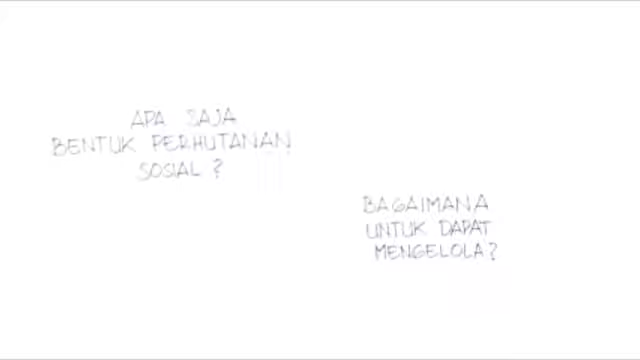 APA SAJA
BENTUK PERHUTANAN
SOSIAL ?
BAGAIMANA
UNTUK DAPAT
MENGELOLA?